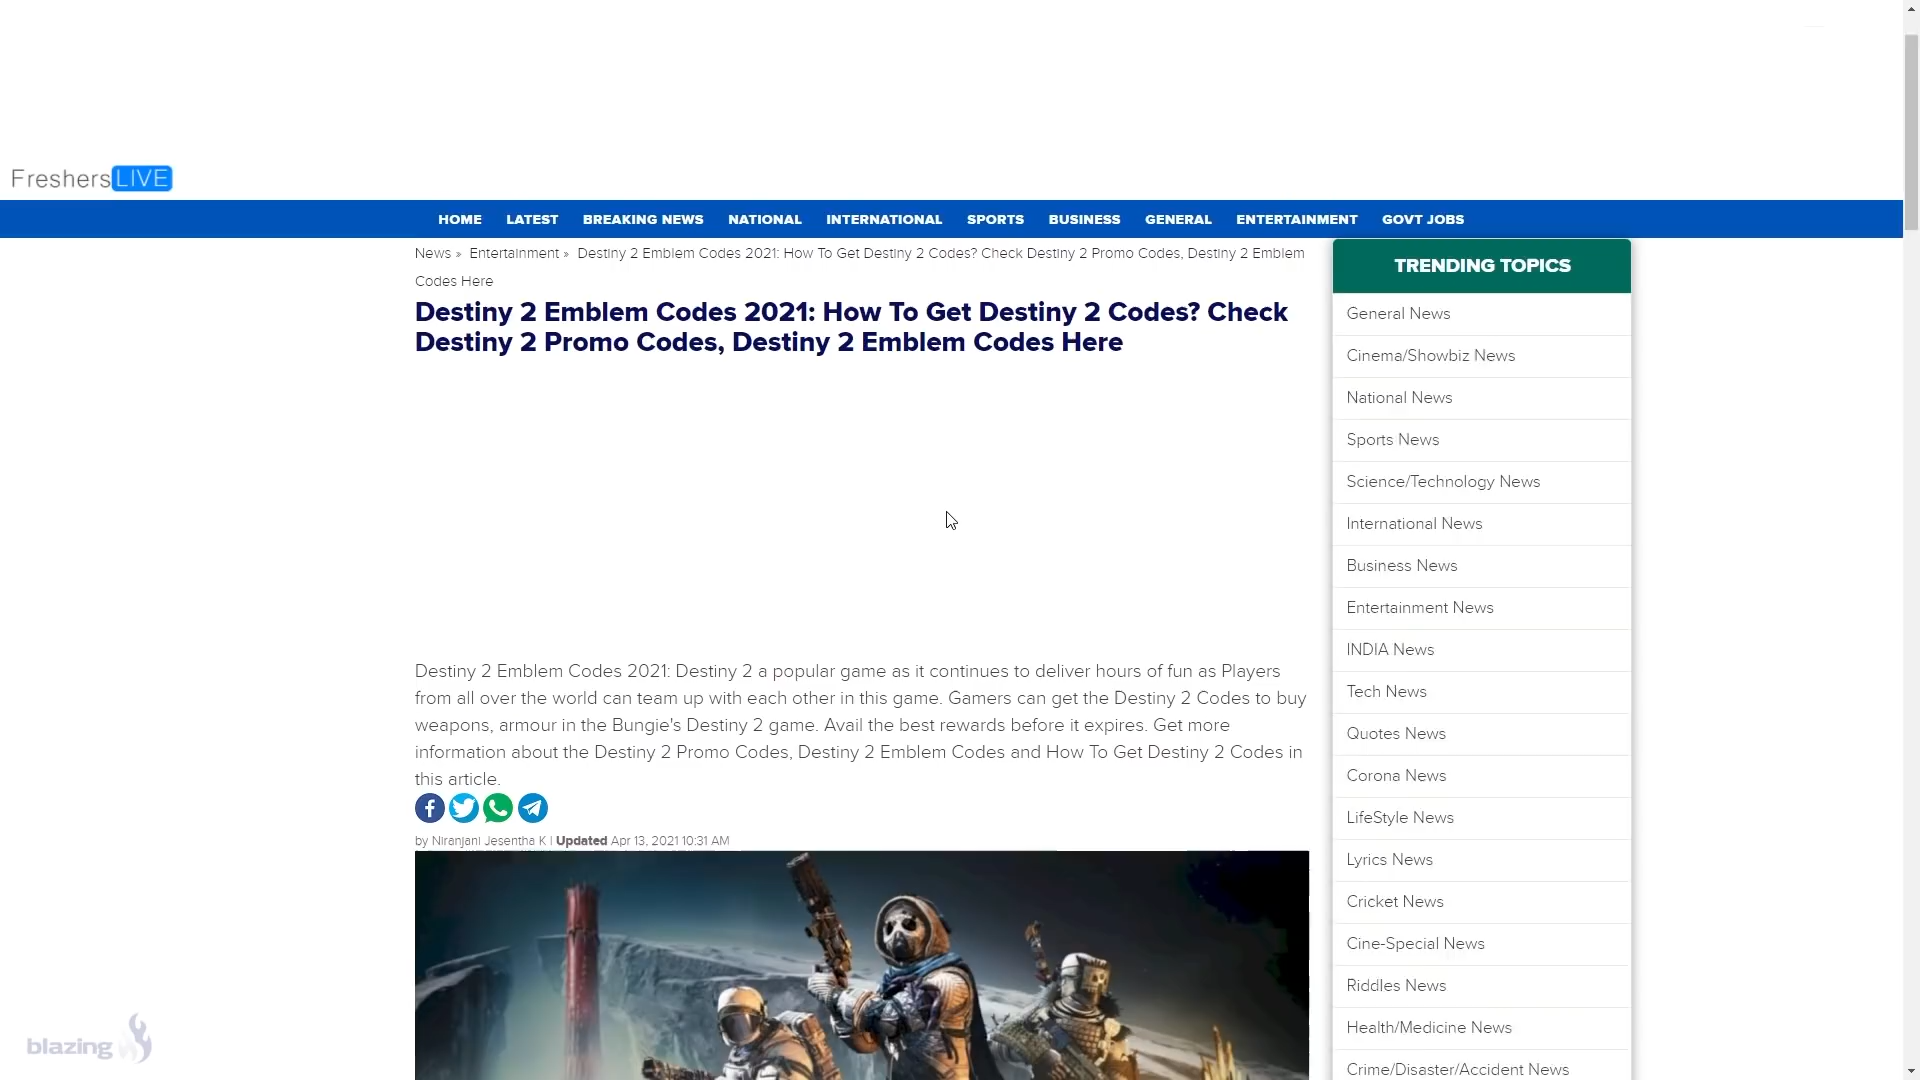 FreshersLIVE
HOME LATEST BREAKING NEWS NATIONAL INTERNATIONAL SPORTS BUSINESS GENERAL ENTERTAINMENT GOVT JOBS
News » Entertainment » Destiny 2 Emblem Codes 2021: How To Get Destiny 2 Codes? Check Destiny 2 Promo Codes, Destiny 2 Emblem
Codes Here
Destiny 2 Emblem Codes 2021: How To Get Destiny 2 Codes? Check
Destiny 2 Promo Codes, Destiny 2 Emblem Codes Here
Destiny 2 Emblem Codes 2021: Destiny 2 a popular game as it continues to deliver hours of fun as Players
from all over the world can team up with each other in this game. Gamers can get the Destiny 2 Codes to buy
weapons, armour in the Bungie's Destiny 2 game. Avail the best rewards before it expires. Get more
information about the Destiny 2 Promo Codes, Destiny 2 Emblem Codes and How To Get Destiny 2 Codes in
this article.
by Niranjani Jesentha K | Updated Apr 13, 2021 10:31 AM
TRENDING TOPICS
General News
Cinema/Showbiz News
National News
Sports News
Science/Technology News
International News
Business News
Entertainment News
INDIA News
Tech News
Quotes News
Corona News
LifeStyle News
Lyrics News
Cricket News
Cine-Special News
Riddles News
Health/Medicine News
Crime/Disaster/Accident News
blazing